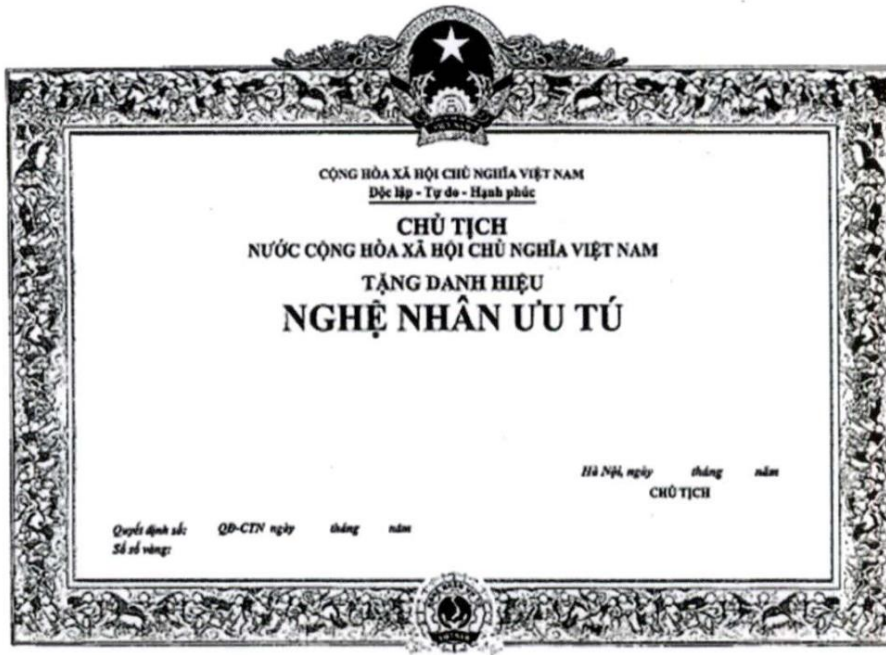 CỘNG HÒA XÃ HỘI CHỦ NGHĨA VIỆT NAM
Độc lập - Tự do - Hạnh phúc
CHỦ TỊCH
NƯỚC CỘNG HÒA XÃ HỘI CHỦ NGHĨA VIỆT NAM
TẶNG DANH HIỆU
NGHỆ NHÂN ƯU TÚ
Hà Nội, ngày tháng năm
CHỦ TỊCH
Quyết định số: QĐ-CTN ngày tháng năm
Số sổ vàng: